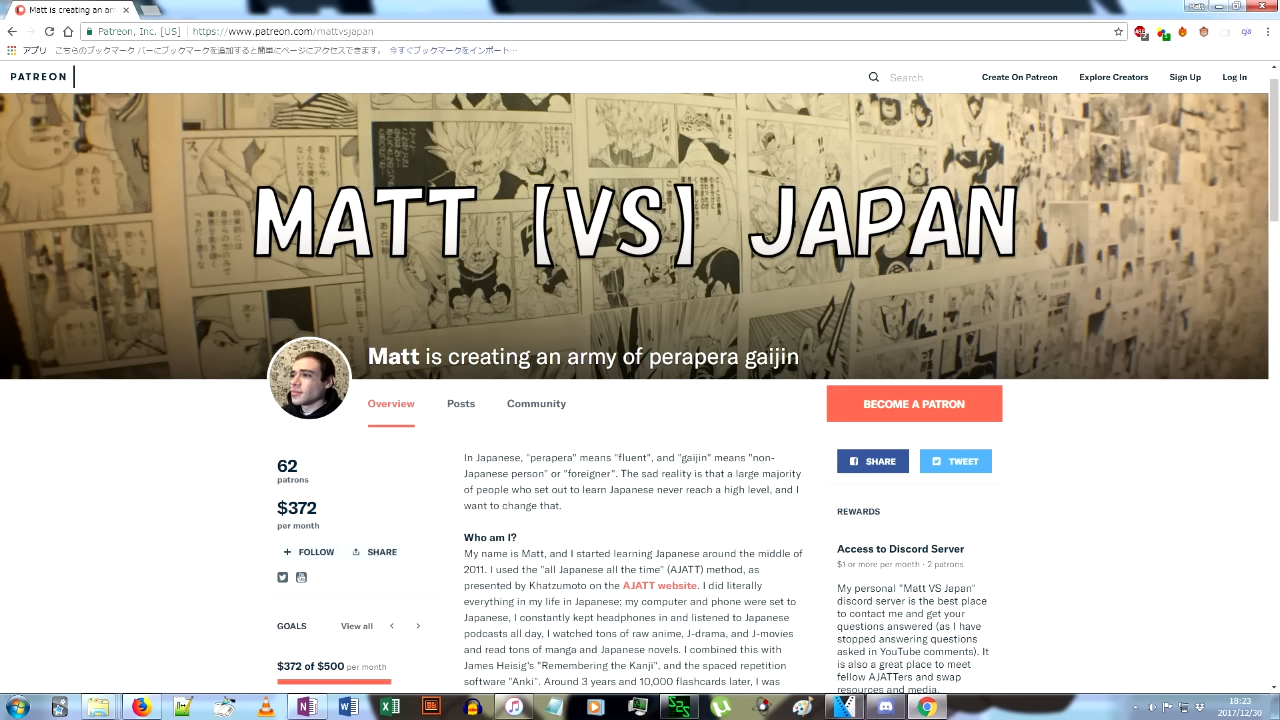 Matt is creating an ar
Matt
Patreon, Inc. [US]
https://www.patreon.com/mattvsjapan
アプリ
こちらのブックマーク バーにブックマークを追加すると簡単にページにアクセスできます。
今すぐブックマークをインポート…
PATREON
Search
Create On Patreon
Explore Creators
Sign Up
Log In
MATT 【VS】 JAPAN
Matt is creating an army of perapera gaijin
Overview
Posts
Community
BECOME A PATRON
62
patrons
$372
per month
FOLLOW
SHARE
GOALS
View all
$372 of $500 per month
In Japanese, "perapera" means "fluent", and "gaijin" means "non-
Japanese person" or "foreigner". The sad reality is that a large majority
of people who set out to learn Japanese never reach a high level, and I
want to change that.
Who am I?
My name is Matt, and I started learning Japanese around the middle of
2011. I used the "all Japanese all the time" (AJATT) method, as
presented by Khatzumoto on the AJATT website. I did literally
everything in my life in Japanese; my computer and phone were set to
Japanese, I constantly kept headphones in and listened to Japanese
podcasts all day, I watched tons of raw anime, J-drama, and J-movies
and read tons of manga and Japanese novels. I combined this with
James Heisig's "Remembering the Kanji", and the spaced repetition
software "Anki". Around 3 years and 10,000 flashcards later, I was
SHARE
TWEET
REWARDS
Access to Discord Server
$1 or more per month · 2 patrons
My personal "Matt VS Japan"
discord server is the best place
to contact me and get your
questions answered (as I have
stopped answering questions
asked in YouTube comments). It
is also a great place to meet
fellow AJATTers and swap
resources and media.
18:23
2017/12/30